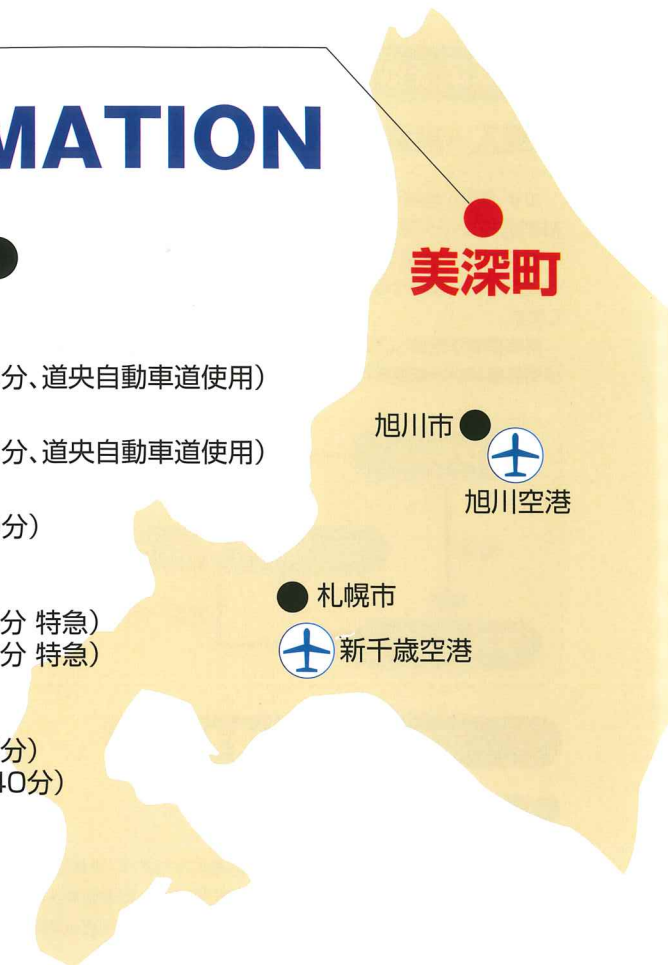 MATION
美深町
分、道央自動車道使用）
分、道央自動車道使用）
旭川市
旭川空港
分）
札幌市
分 特急）
分 特急）
新千歳空港
分）
40分）